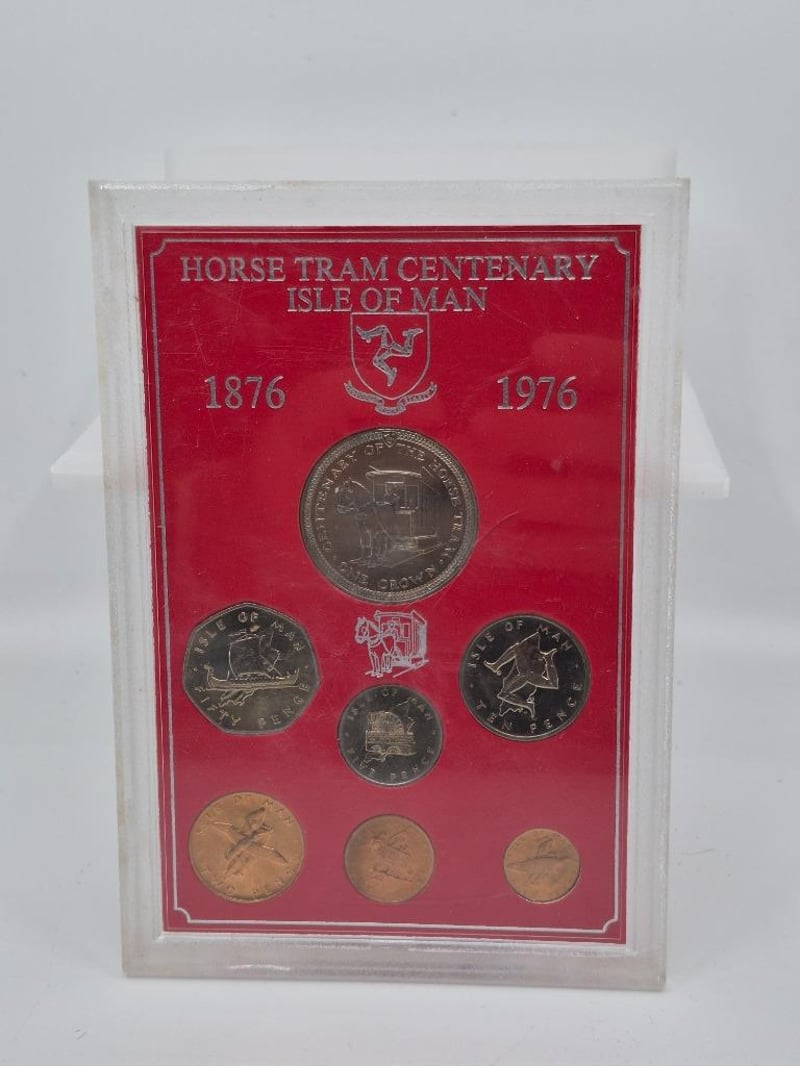 HORSE TRAM CENTENARY
ISLE OF MAN
1876
1976
CENTENARY OF THE HORSE TRAM
ONE CROWN
ISLE OF MAN
FIFTY PENCE
ISLE OF MAN
TEN PENCE
ISLE OF MAN
FIVE PENCE
ISLE OF MAN
TWO PENCE